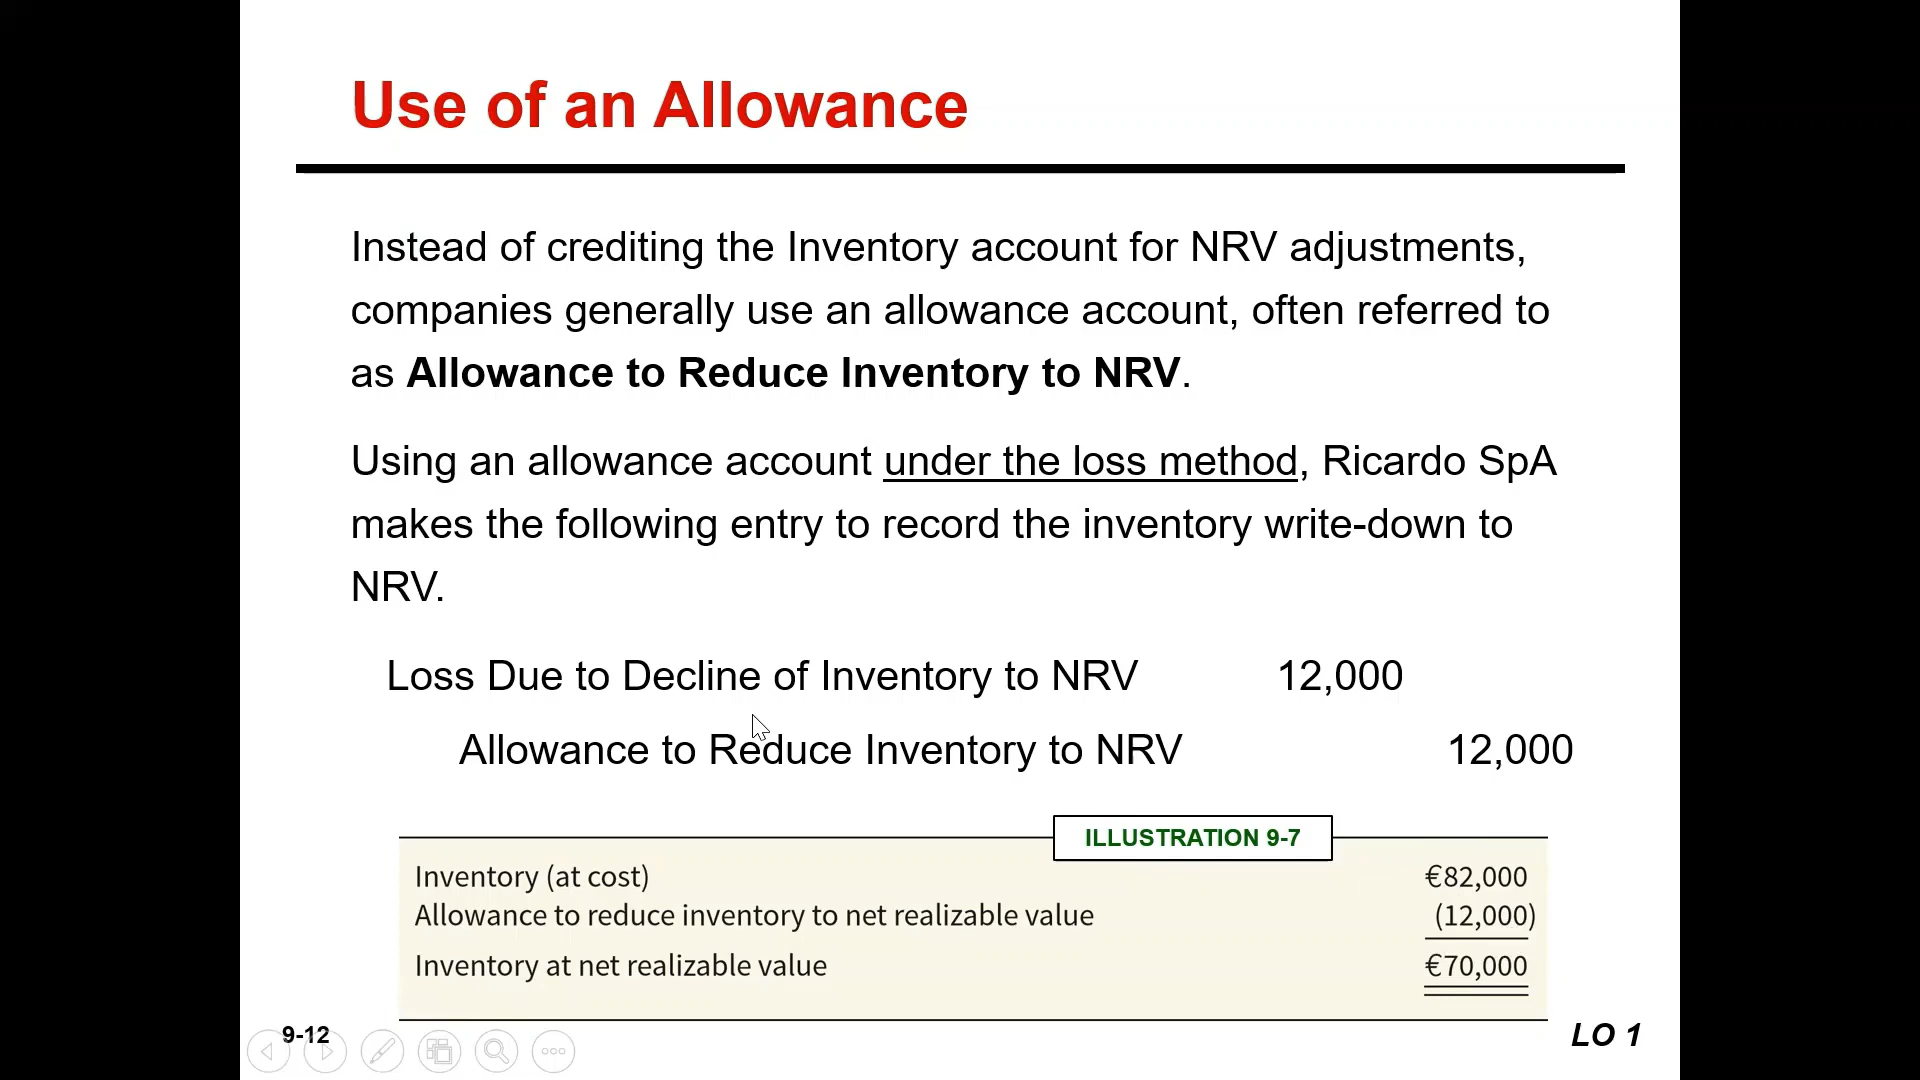 Use of an Allowance
Instead of crediting the Inventory account for NRV adjustments,
companies generally use an allowance account, often referred to
as Allowance to Reduce Inventory to NRV.
Using an allowance account under the loss method, Ricardo SpA
makes the following entry to record the inventory write-down to
NRV.
Loss Due to Decline of Inventory to NRV 12,000
Allowance to Reduce Inventory to NRV 12,000
ILLUSTRATION 9-7
Inventory (at cost) €82,000
Allowance to reduce inventory to net realizable value (12,000)
Inventory at net realizable value €70,000
9-12
LO 1